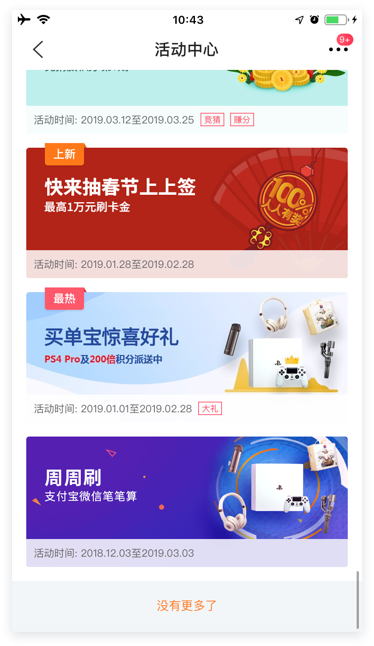 10:43
活动中心
9+
活动时间: 2019.03.12至2019.03.25 竞猜 赚分
上新
快来抽春节上上签
最高1万元刷卡金
100%
人人有奖
活动时间: 2019.01.28至2019.02.28
最热
买单宝惊喜好礼
PS4 Pro及200倍积分派送中
活动时间: 2019.01.01至2019.02.28 大礼
周周刷
支付宝微信笔笔算
活动时间: 2018.12.03至2019.03.03
没有更多了